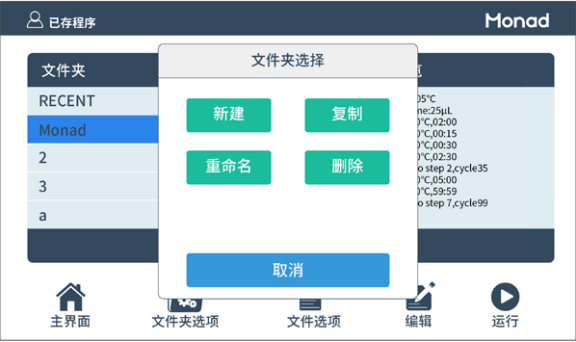 已存程序
Monad
文件夹
文件夹选择
RECENT
Monad
2
3
a
新建
复制
重命名
删除
取消
05℃
me:25μL
0℃,02:00
0℃,00:15
0℃,00:30
0℃,02:30
o step 2,cycle35
0℃,05:00
0℃,59:59
o step 7,cycle99
主界面
文件夹选项
文件选项
编辑
运行